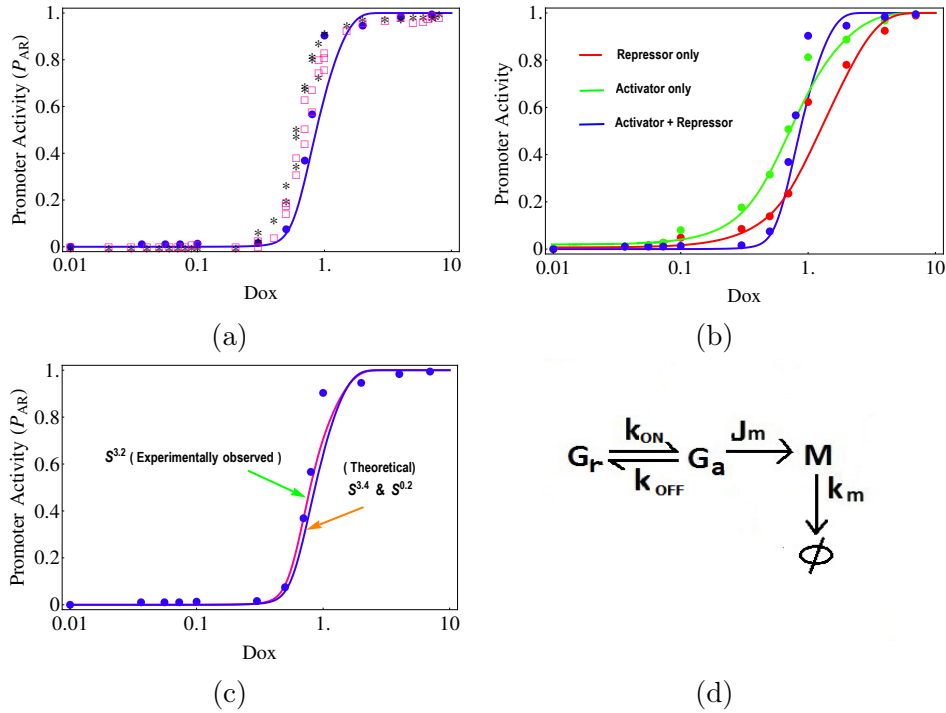 Promoter Activity (P_AR)
1.
0.8
0.6
0.4
0.2
0
0.01
0.1
1.
10
Dox
(a)
Promoter Activity
1.
0.8
0.6
0.4
0.2
0
Repressor only
Activator only
Activator + Repressor
0.01
0.1
1.
10
Dox
(b)
Promoter Activity (P_AR)
1.
0.8
0.6
0.4
0.2
0
S^3.2 ( Experimentally observed )
( Theoretical)
S^3.4 & S^0.2
0.01
0.1
1.
10
Dox
(c)
G_r
k_ON
k_OFF
G_a
J_m
M
k_m
ϕ
(d)